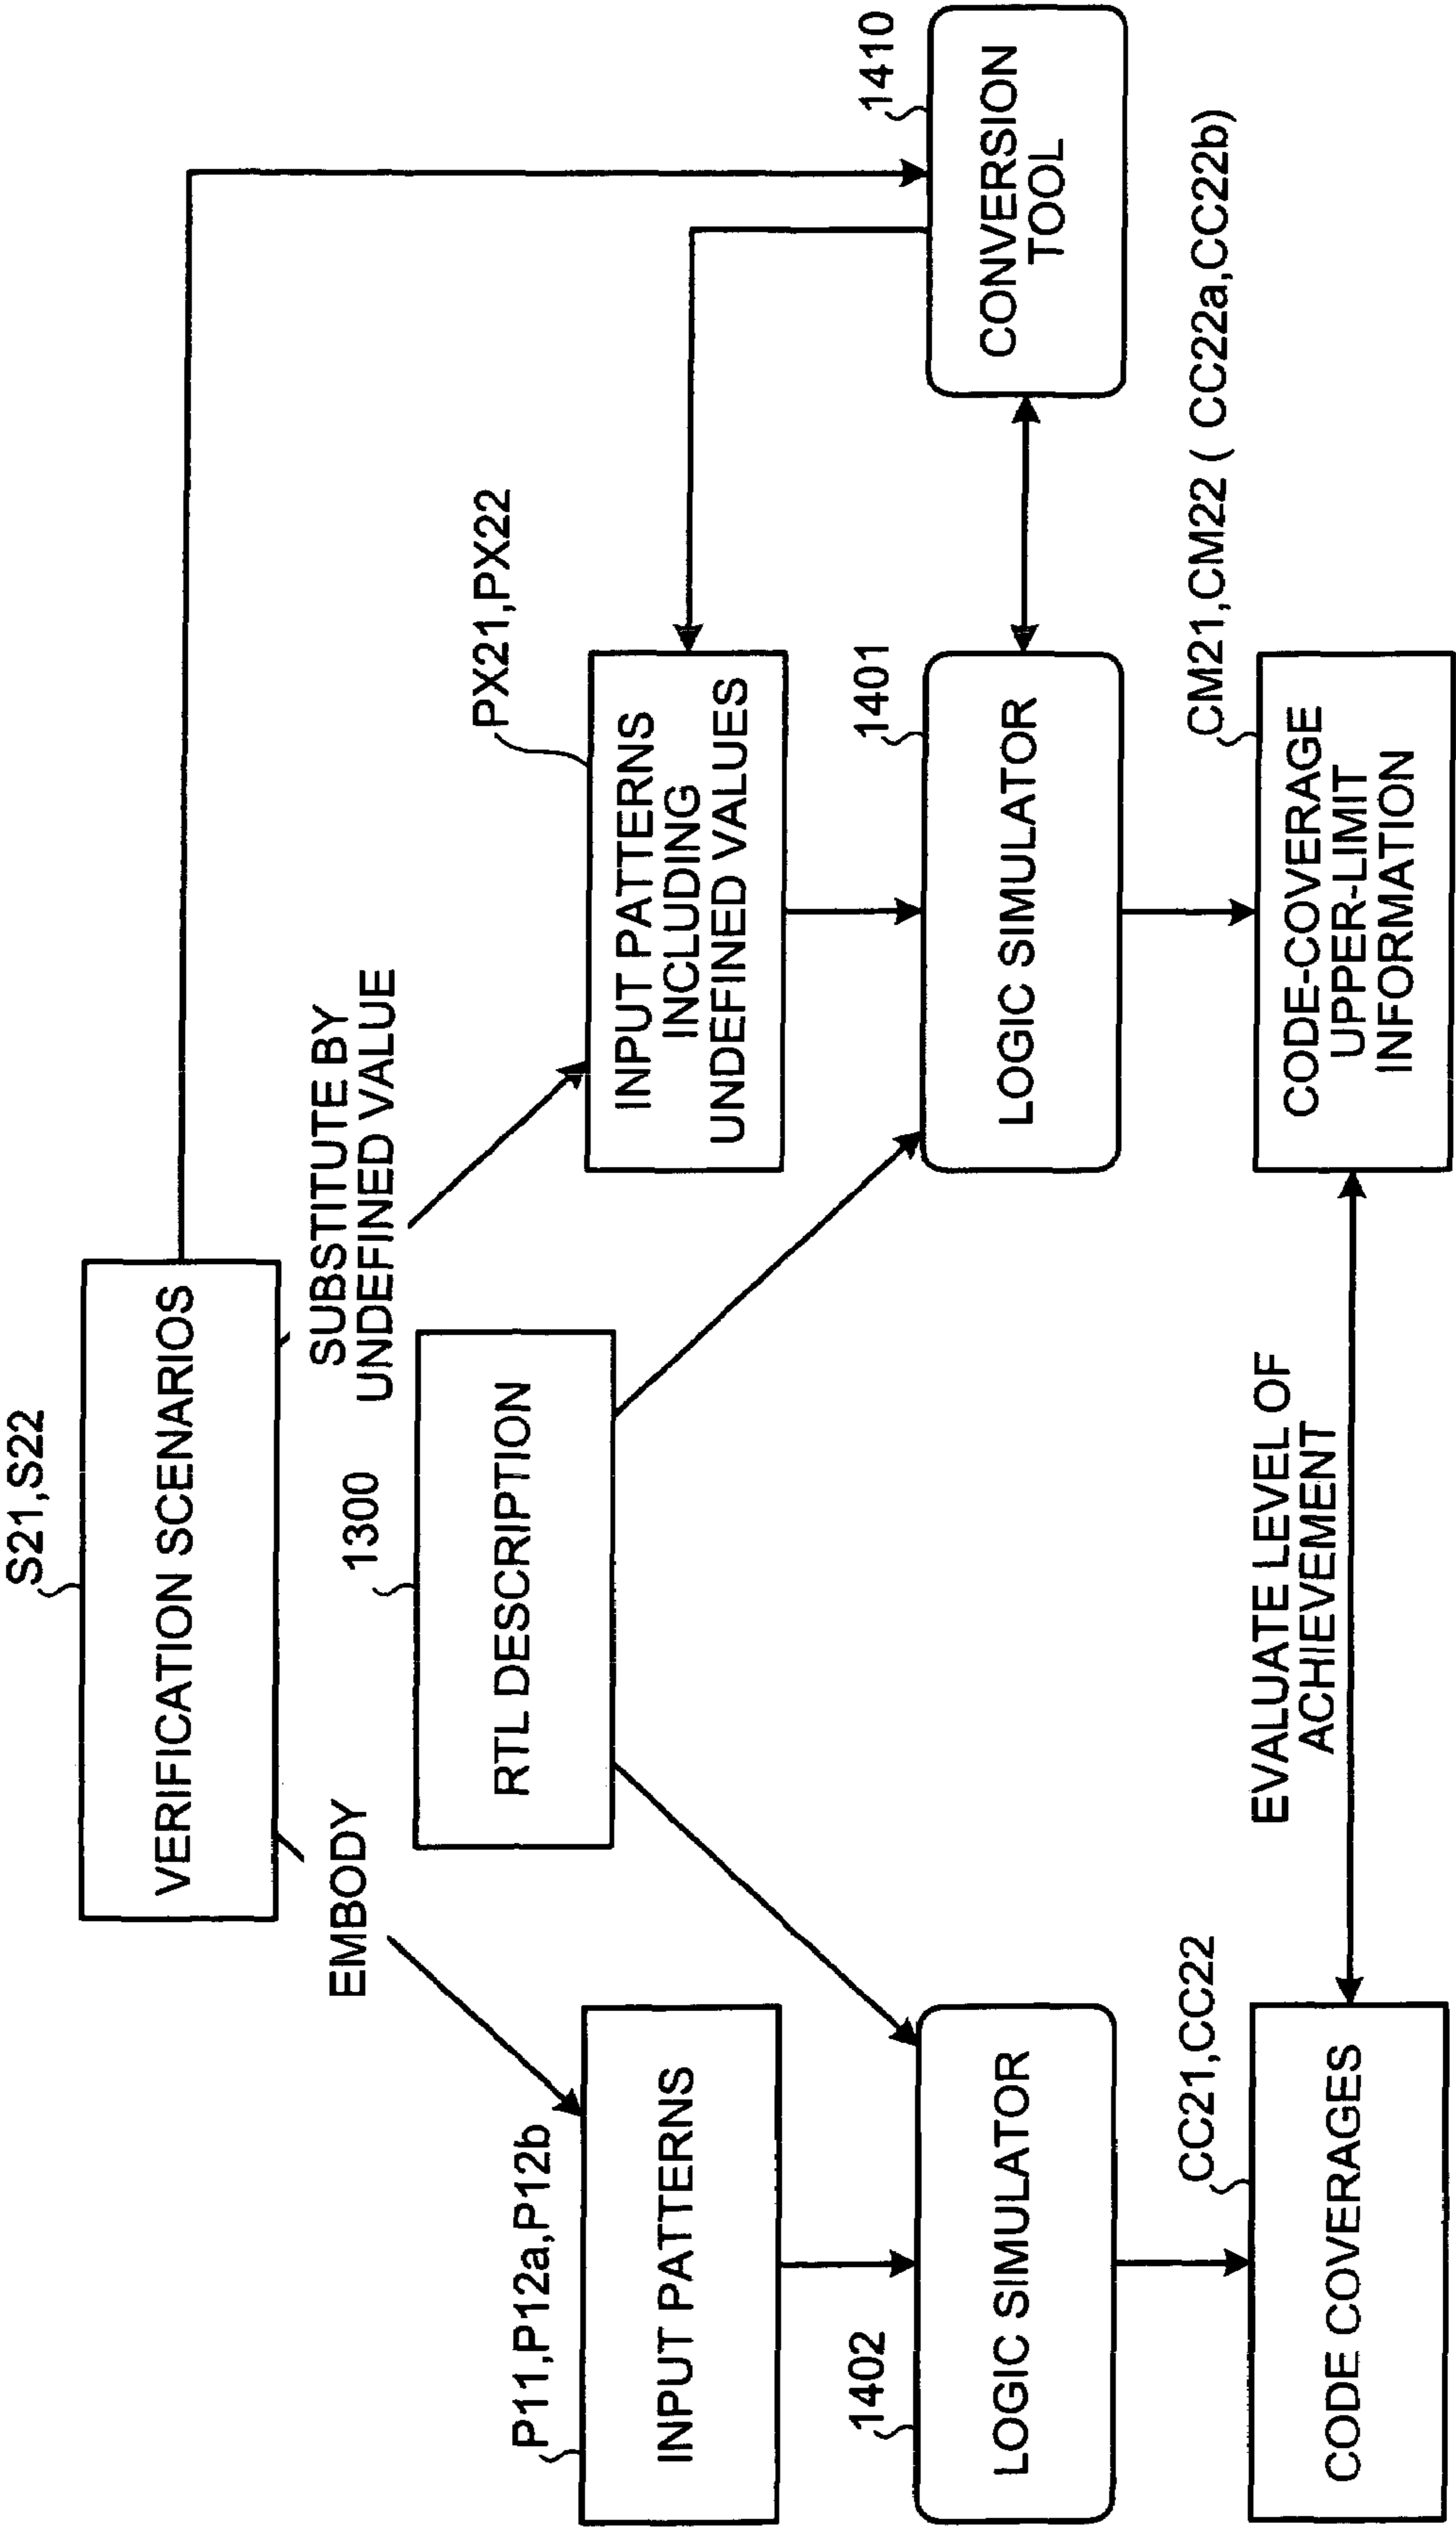 S21,S22
VERIFICATION SCENARIOS
EMBODY
SUBSTITUTE BY
UNDEFINED VALUE
1300
RTL DESCRIPTION
P11,P12a,P12b
INPUT PATTERNS
PX21,PX22
INPUT PATTERNS
INCLUDING
UNDEFINED VALUES
1402
LOGIC SIMULATOR
1401
LOGIC SIMULATOR
1410
CONVERSION
TOOL
CC21,CC22
CODE COVERAGES
EVALUATE LEVEL OF
ACHIEVEMENT
CM21,CM22 ( CC22a,CC22b)
CODE-COVERAGE
UPPER-LIMIT
INFORMATION